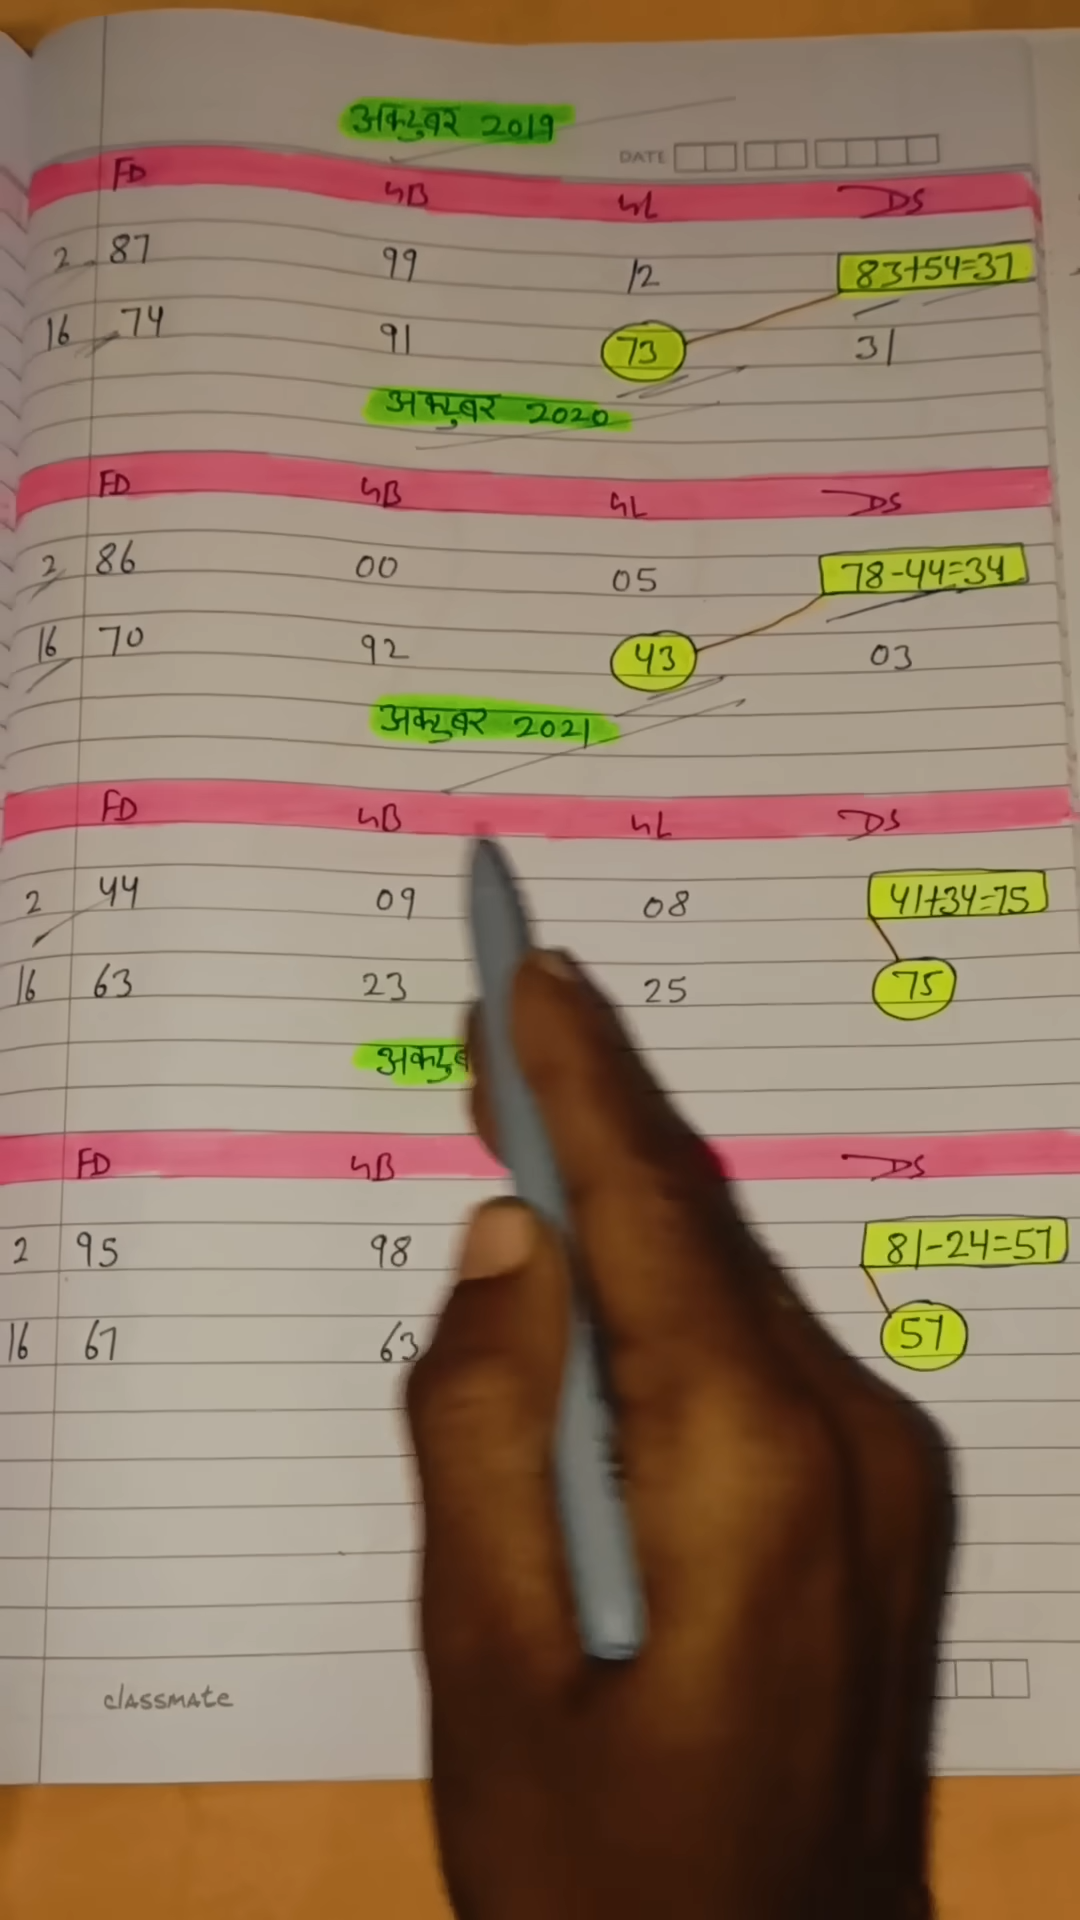 अक्टुबर 2019
DATE
FD GB GL DS
2 87 99 12 83+54=37
16 74 91 73 31
अक्टुबर 2020
FD GB GL DS
2 86 00 05 78-44=34
16 70 92 43 03
अक्टुबर 2021
FD GB GL DS
2 44 09 08 41+34=75
16 63 23 25 75
FD GB DS
2 95 98 81-24=57
16 67 63 57
classmate